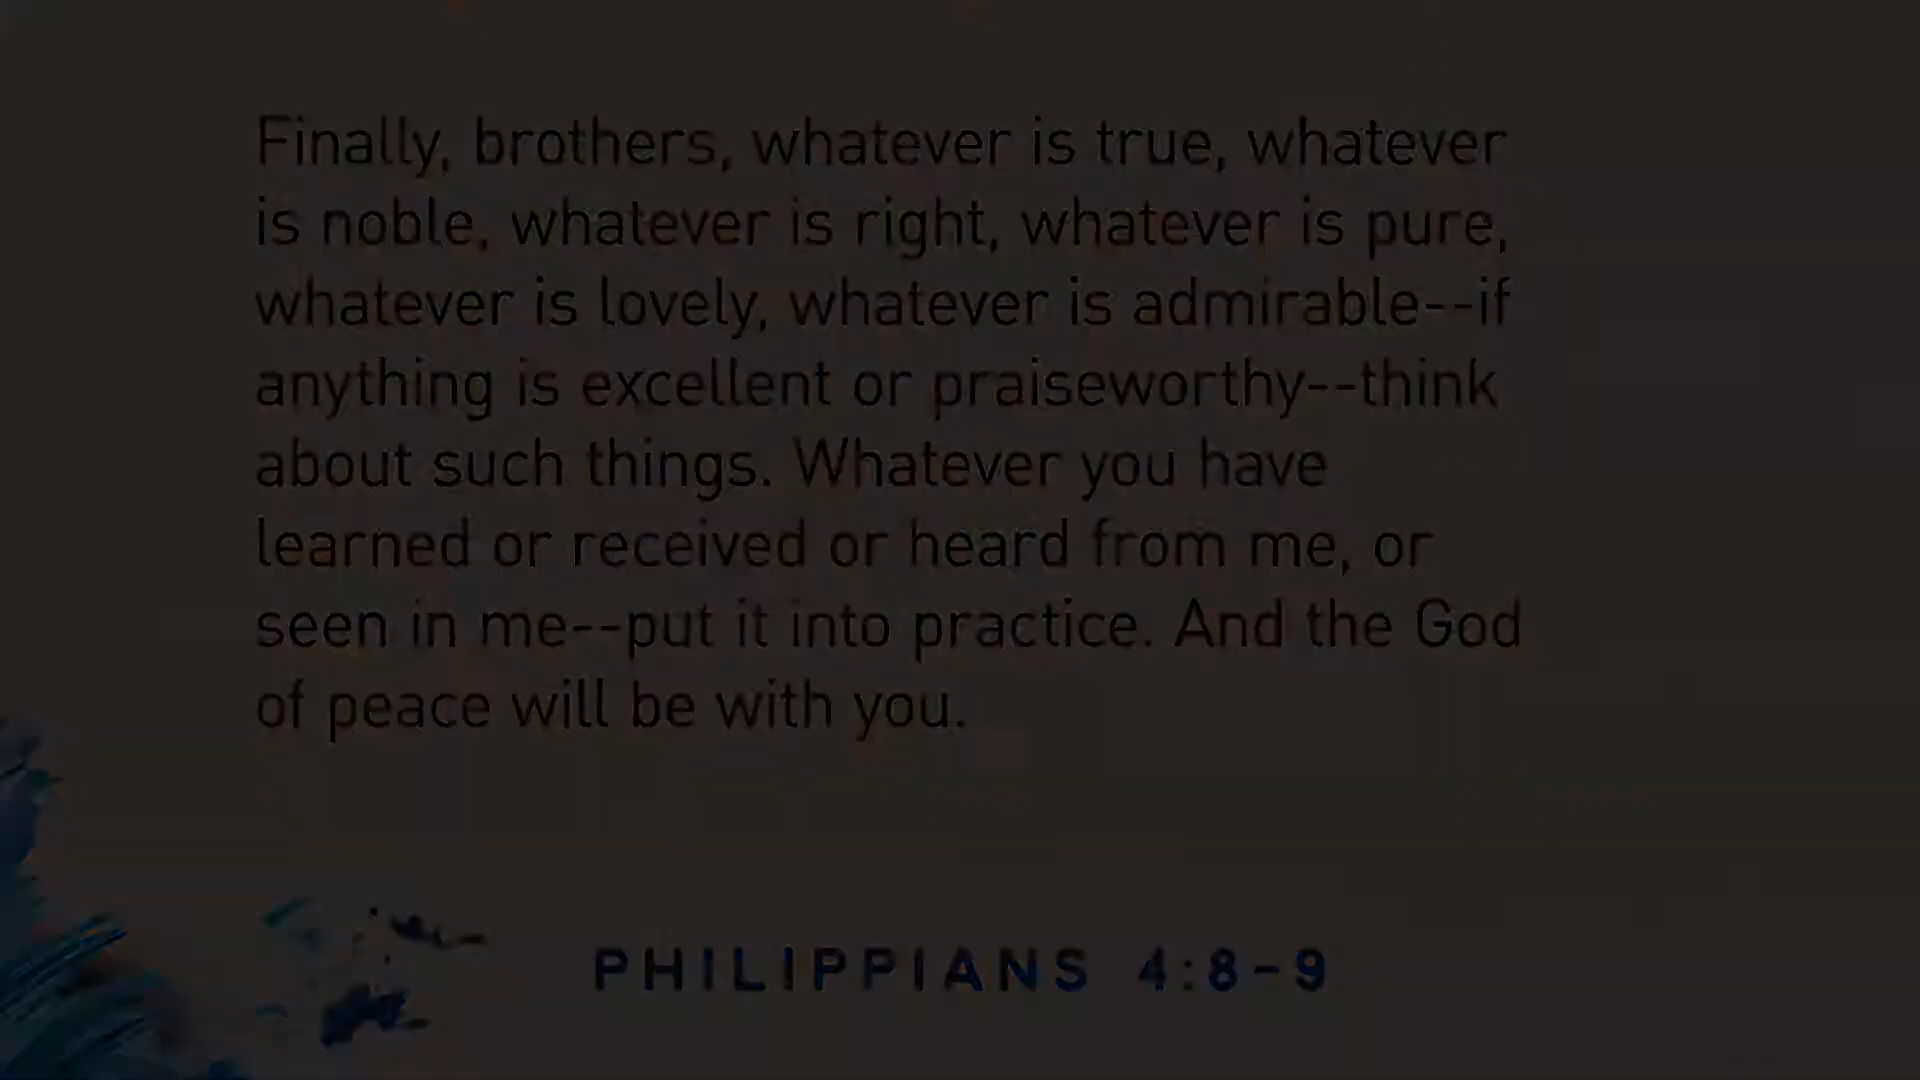 Finally, brothers, whatever is true, whatever
is noble, whatever is right, whatever is pure,
whatever is lovely, whatever is admirable--if
anything is excellent or praiseworthy--think
about such things. Whatever you have
learned or received or heard from me, or
seen in me--put it into practice. And the God
of peace will be with you.
PHILIPPIANS 4:8-9